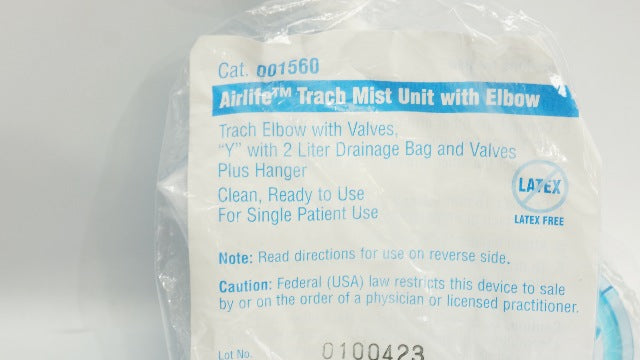 Cat. 001560
Airlife™ Trach Mist Unit with Elbow
Trach Elbow with Valves,
"Y" with 2 Liter Drainage Bag and Valves
Plus Hanger
Clean, Ready to Use
For Single Patient Use
LATEX
LATEX FREE
Note: Read directions for use on reverse side.
Caution: Federal (USA) law restricts this device to sale
by or on the order of a physician or licensed practitioner.
Lot No. 0100423